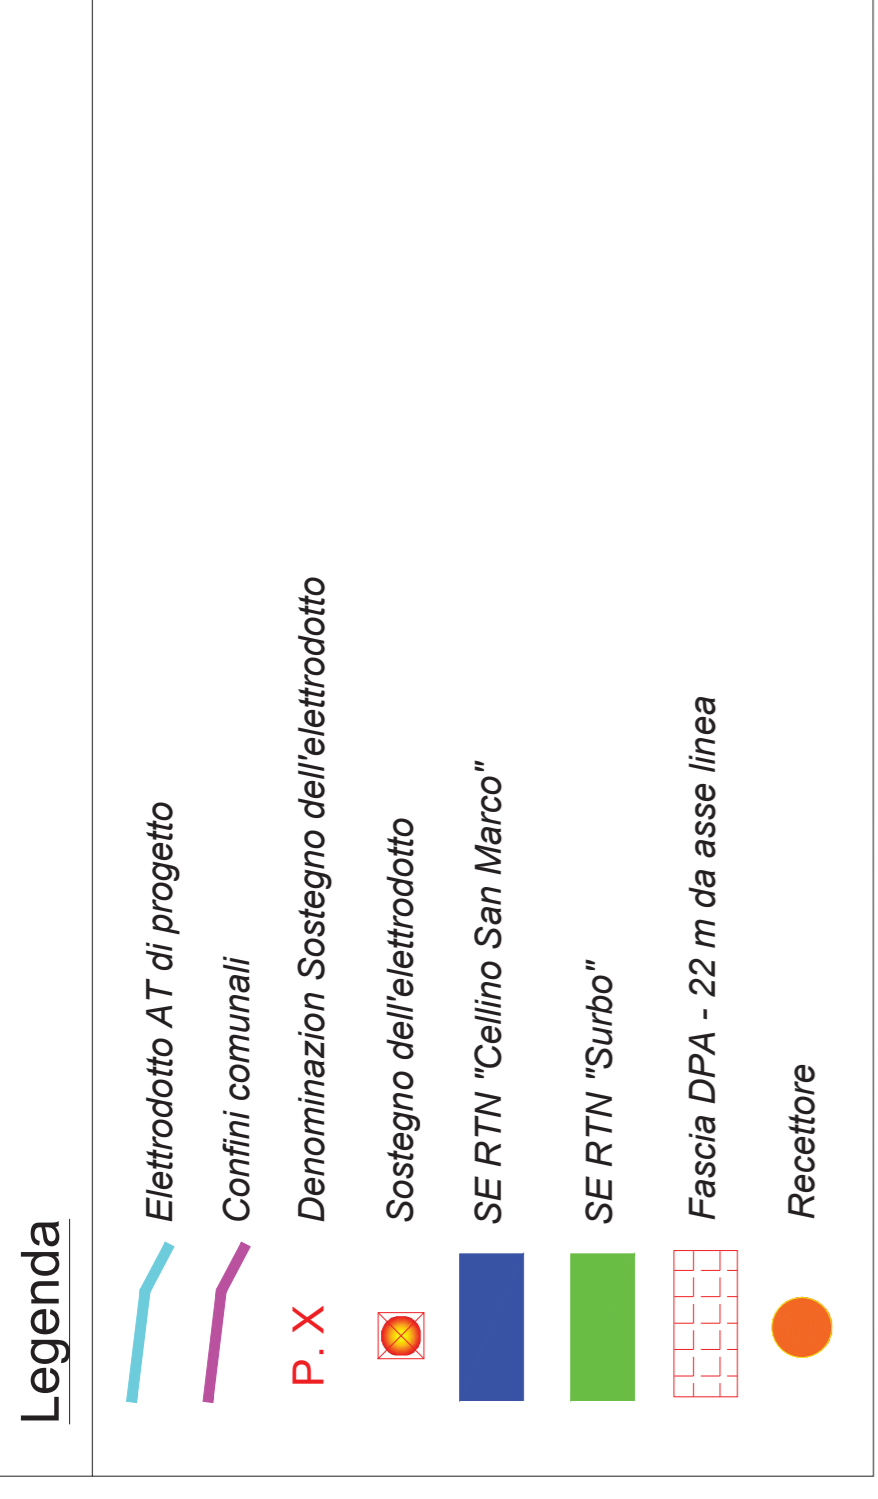 Legenda
Elettrodotto AT di progetto
Confini comunali
P. X Denominazion Sostegno dell'elettrodotto
Sostegno dell'elettrodotto
SE RTN "Cellino San Marco"
SE RTN "Surbo"
Fascia DPA - 22 m da asse linea
Recettore